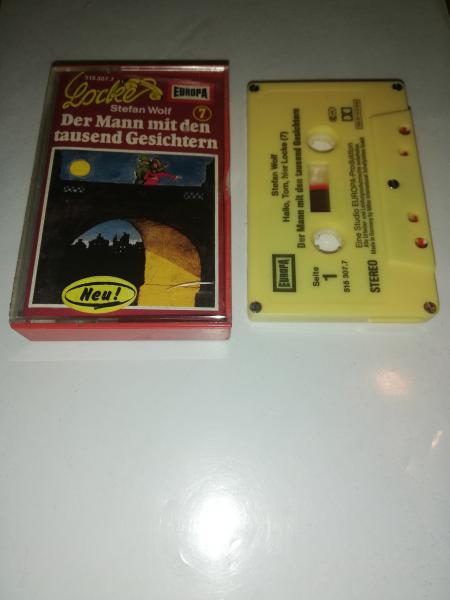 515 307.7
Locke
EUROPA
Stefan Wolf
7
Der Mann mit den
tausend Gesichtern
Neu!
Stefan Wolf
Hallo, Tom, hier Locke (7)
Der Mann mit den tausend Gesichtern
EUROPA
Seite
1
515 307.7
STEREO
Eine Studio EUROPA-Produktion